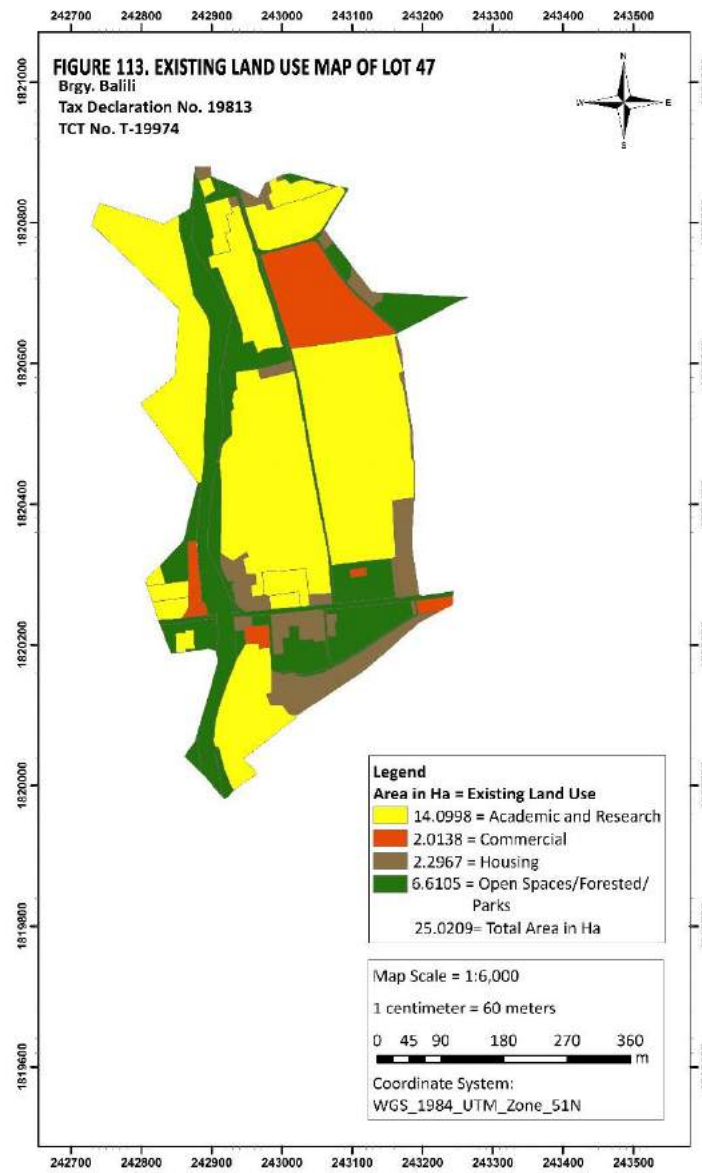 242700 242800 242900 243000 243100 243200 243300 243400 243500
FIGURE 113. EXISTING LAND USE MAP OF LOT 47
Brgy. Balili
Tax Declaration No. 19813
TCT No. T-19974
N
W E
S
1821000
1820800
1820600
1820400
1820200
1820000
1819800
1819600
Legend
Area in Ha = Existing Land Use
14.0998 = Academic and Research
2.0138 = Commercial
2.2967 = Housing
6.6105 = Open Spaces/Forested/
Parks
25.0209= Total Area in Ha
Map Scale = 1:6,000
1 centimeter = 60 meters
0 45 90 180 270 360
m
Coordinate System:
WGS_1984_UTM_Zone_51N
242700 242800 242900 243000 243100 243200 243300 243400 243500